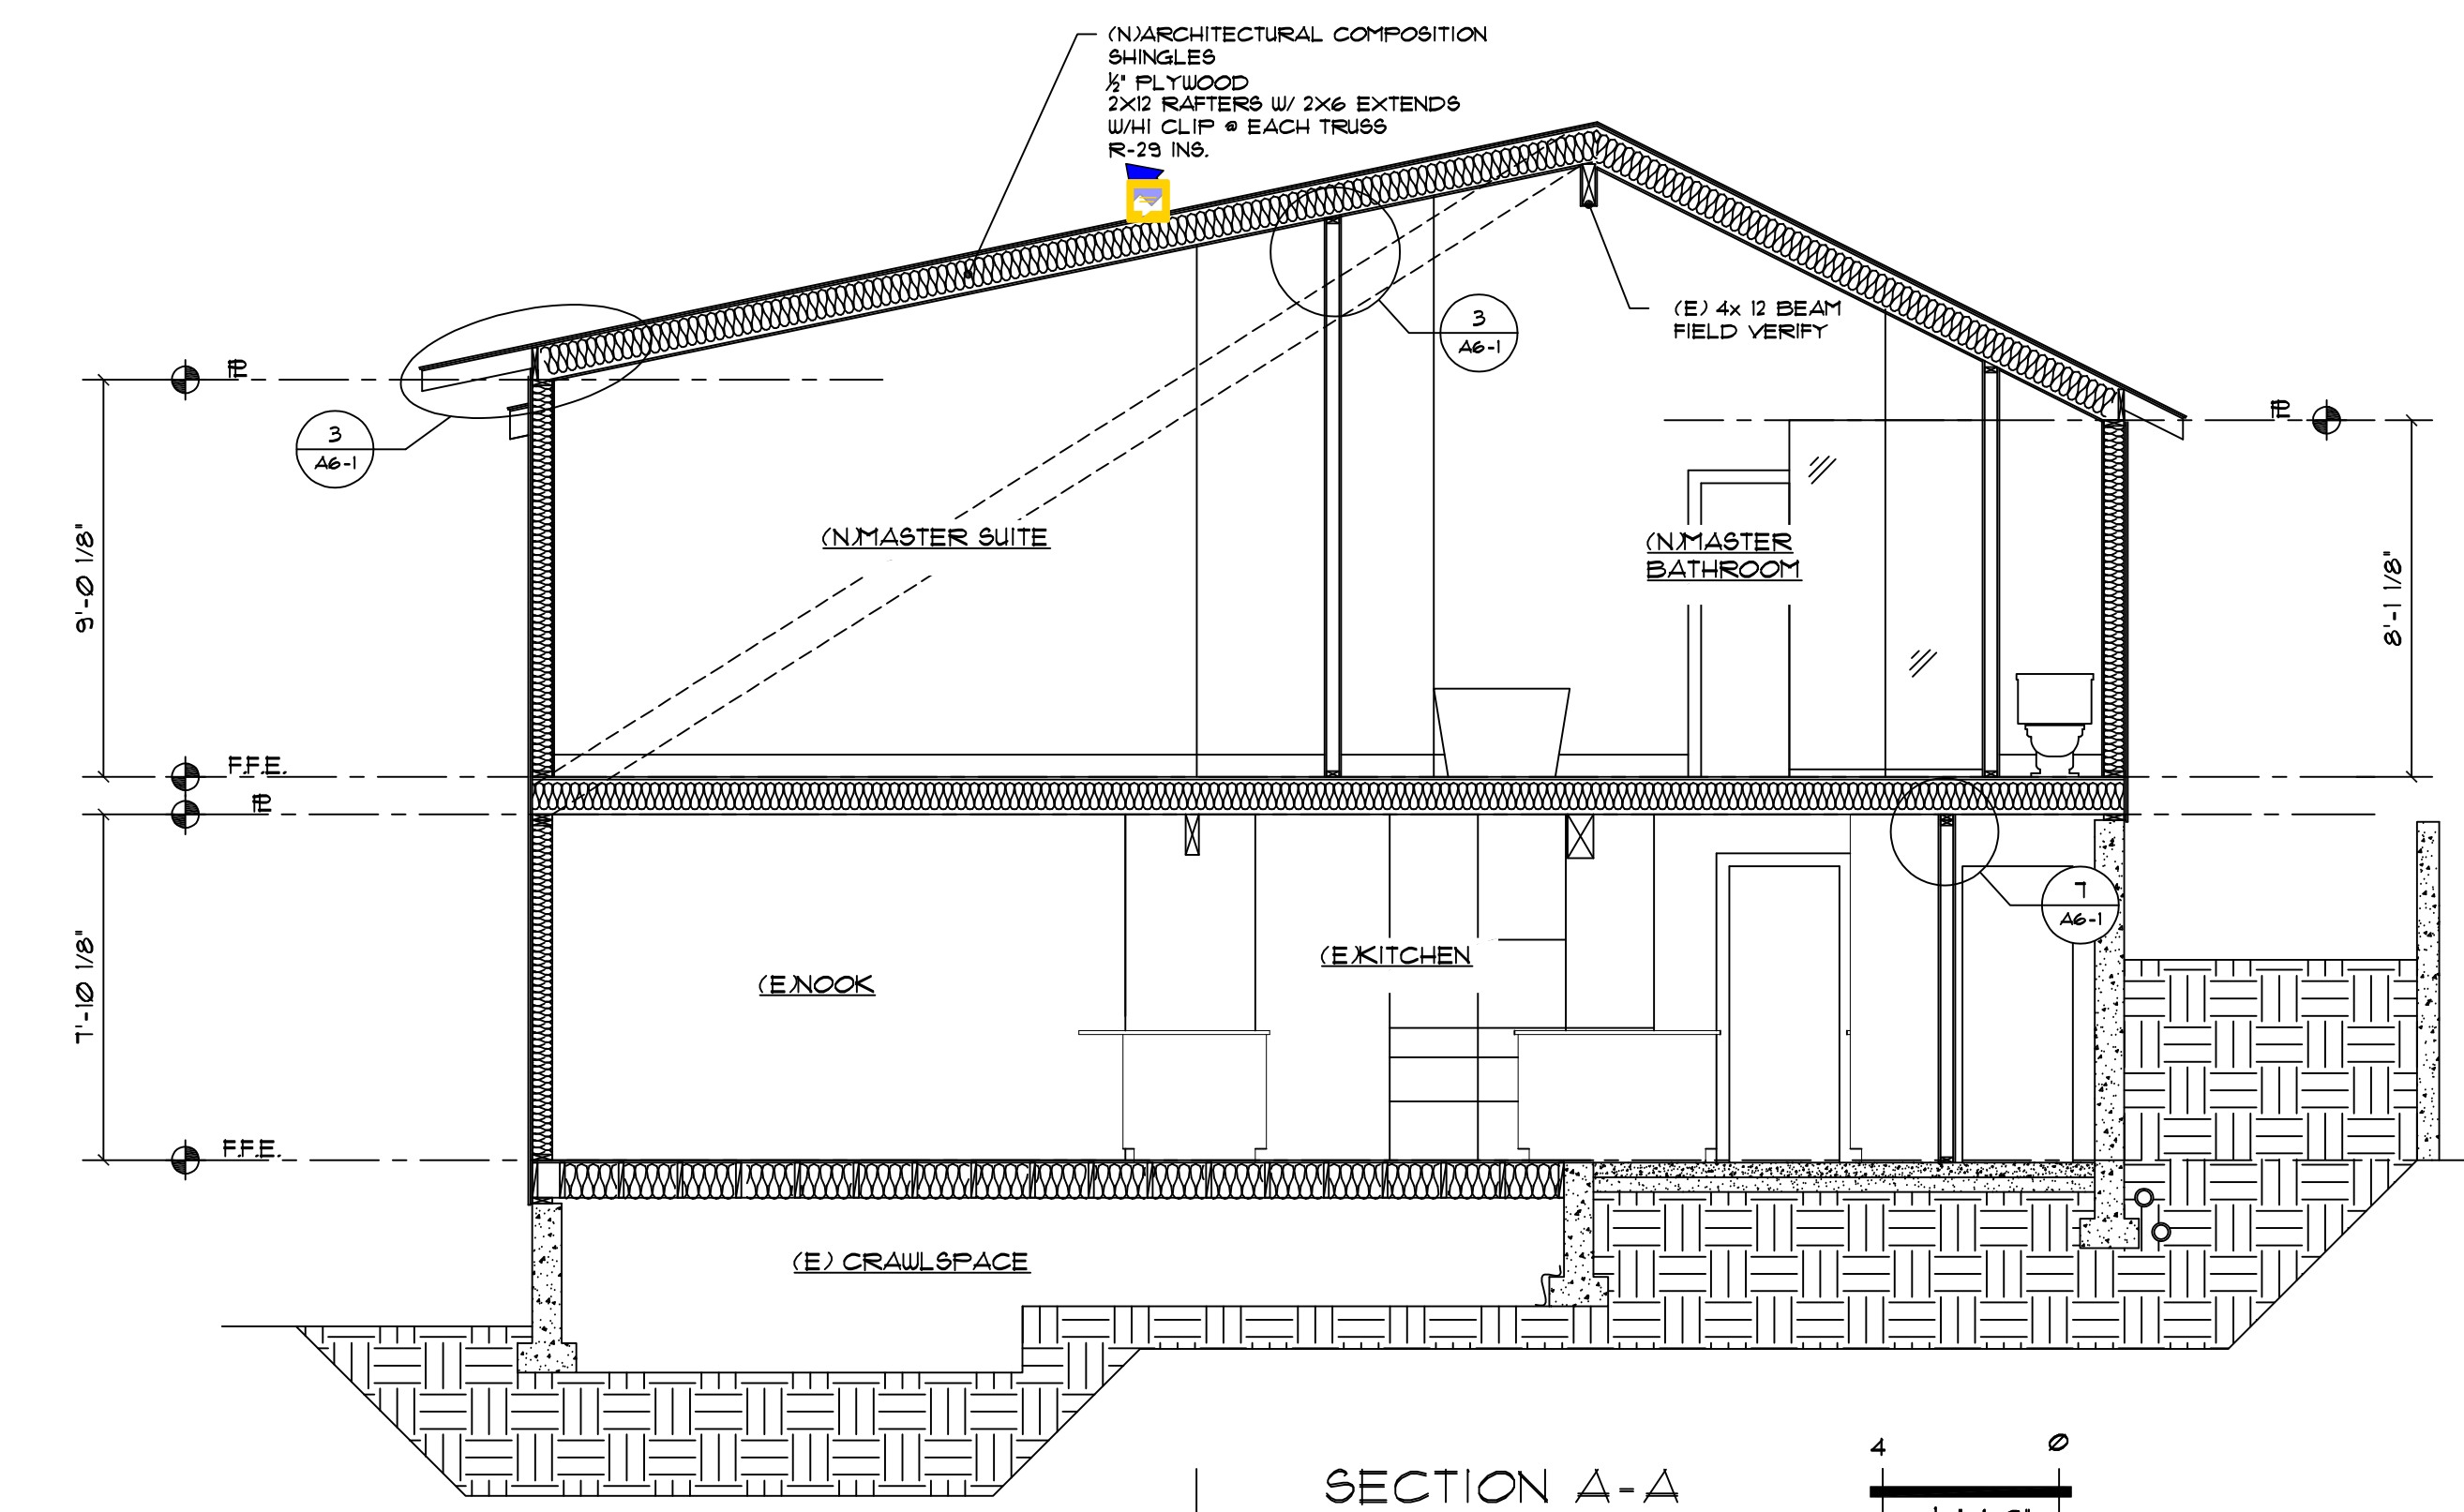 (N)ARCHITECTURAL COMPOSITION
SHINGLES
½" PLYWOOD
2X12 RAFTERS W/ 2X6 EXTENDS
W/H1 CLIP @ EACH TRUSS
R-29 INS.
(E) 4x 12 BEAM
FIELD VERIFY
3
A6-1
PL
PL
3
A6-1
9'-0 1/8"
8'-1 1/8"
(N)MASTER SUITE
(N)MASTER
BATHROOM
F.F.E.
PL
7
A6-1
7'-10 1/8"
(E)KITCHEN
(E)NOOK
F.F.E.
(E) CRAWLSPACE
SECTION A-A
4
0